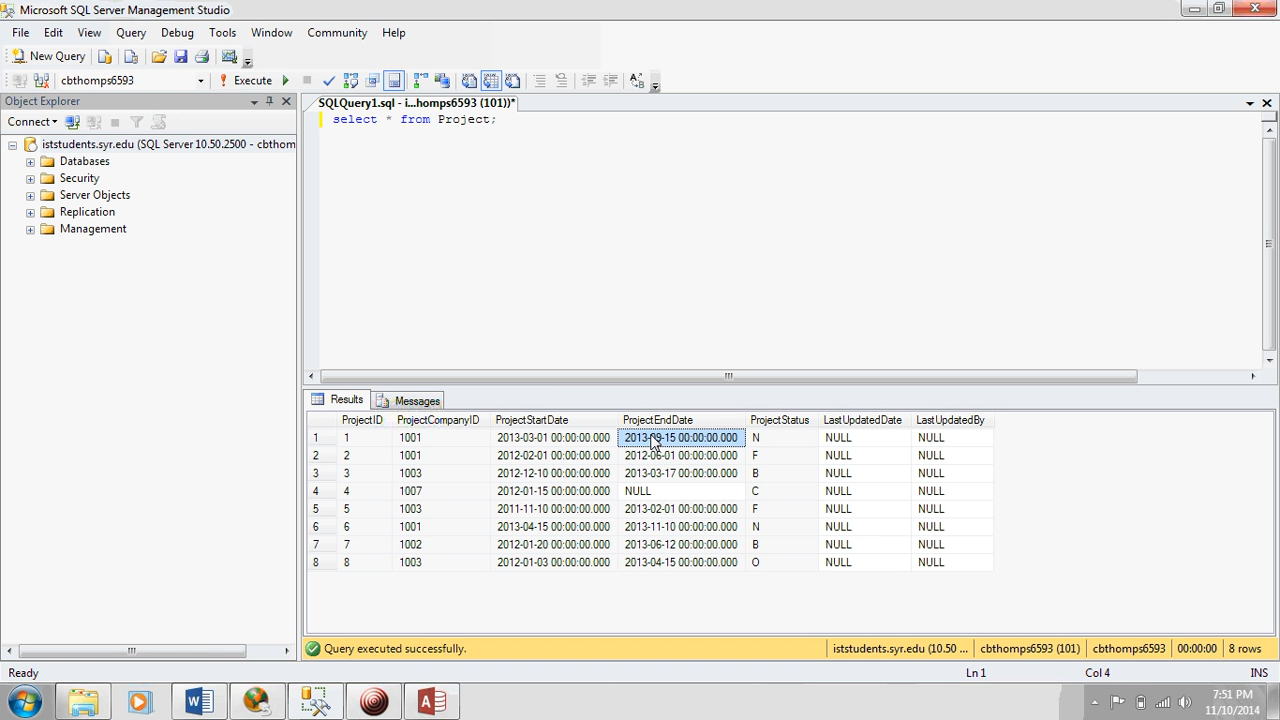 Microsoft SQL Server Management Studio
File Edit View Query Debug Tools Window Community Help
New Query
cbthomps6593 Execute
Object Explorer
SQLQuery1.sql - i...homps6593 (101))*
Connect
select * from Project;
iststudents.syr.edu (SQL Server 10.50.2500 - cbthom
Databases
Security
Server Objects
Replication
Management
Results Messages
ProjectID ProjectCompanyID ProjectStartDate ProjectEndDate ProjectStatus LastUpdatedDate LastUpdatedBy
1 1 1001 2013-03-01 00:00:00.000 00:00:00.000 N NULL NULL
2 2 1001 2012-02-01 00:00:00.000 00:00:00.000 F NULL NULL
3 3 1003 2012-12-10 00:00:00.000 2013-03-17 00:00:00.000 B NULL NULL
4 4 1007 2012-01-15 00:00:00.000 NULL C NULL NULL
5 5 1003 2011-11-10 00:00:00.000 2013-02-01 00:00:00.000 F NULL NULL
6 6 1001 2013-04-15 00:00:00.000 2013-11-10 00:00:00.000 N NULL NULL
7 7 1002 2012-01-20 00:00:00.000 2013-06-12 00:00:00.000 B NULL NULL
8 8 1003 2012-01-03 00:00:00.000 2013-04-15 00:00:00.000 O NULL NULL
Query executed successfully. iststudents.syr.edu (10.50 ... cbthomps6593 (101) cbthomps6593 00:00:00 8 rows
Ready Ln 1 Col 4 INS
7:51 PM
11/10/2014